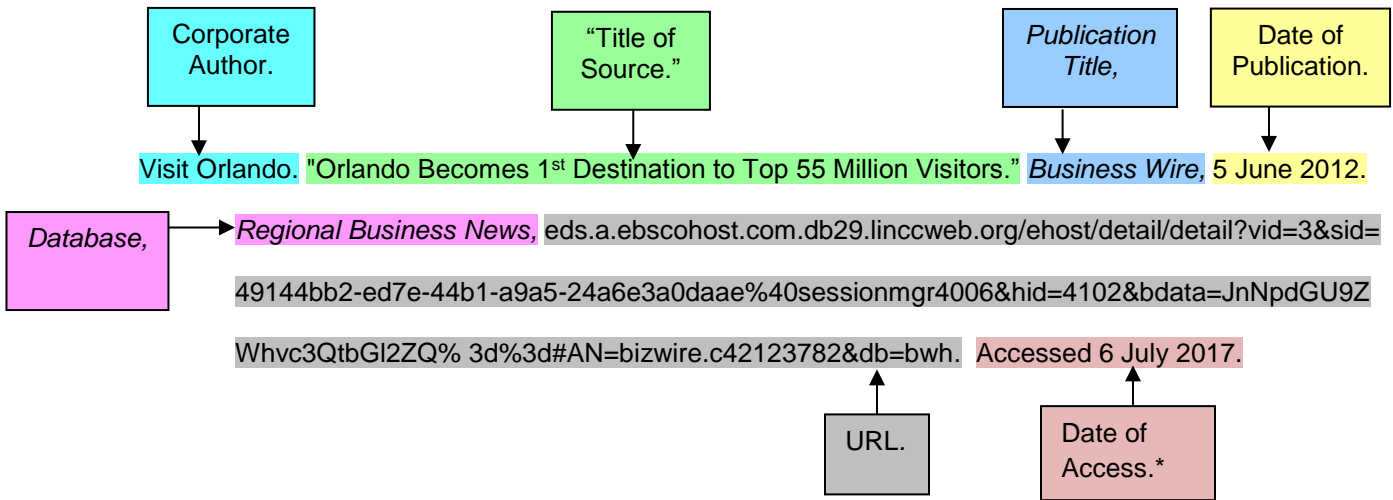 Corporate
Author.
“Title of
Source.”
Publication
Title,
Date of
Publication.
Visit Orlando. "Orlando Becomes 1st Destination to Top 55 Million Visitors.” Business Wire, 5 June 2012.
Database,
Regional Business News, eds.a.ebscohost.com.db29.linccweb.org/ehost/detail/detail?vid=3&sid=
49144bb2-ed7e-44b1-a9a5-24a6e3a0daae%40sessionmgr4006&hid=4102&bdata=JnNpdGU9Z
Whvc3QtbGl2ZQ% 3d%3d#AN=bizwire.c42123782&db=bwh. Accessed 6 July 2017.
URL.
Date of
Access.*